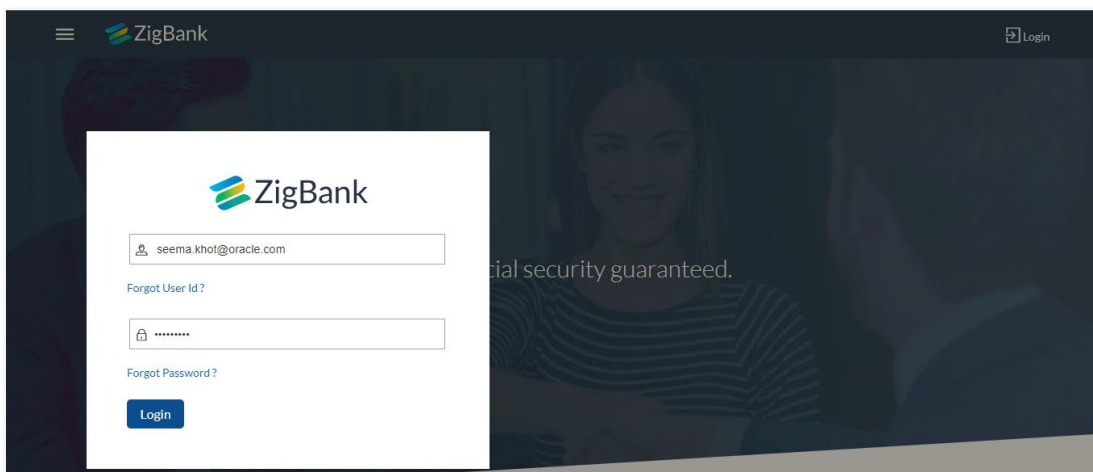 ZigBank
Login
ZigBank
seema.khot@oracle.com
cial security guaranteed.
Forgot User Id ?
•••••••••
Forgot Password ?
Login